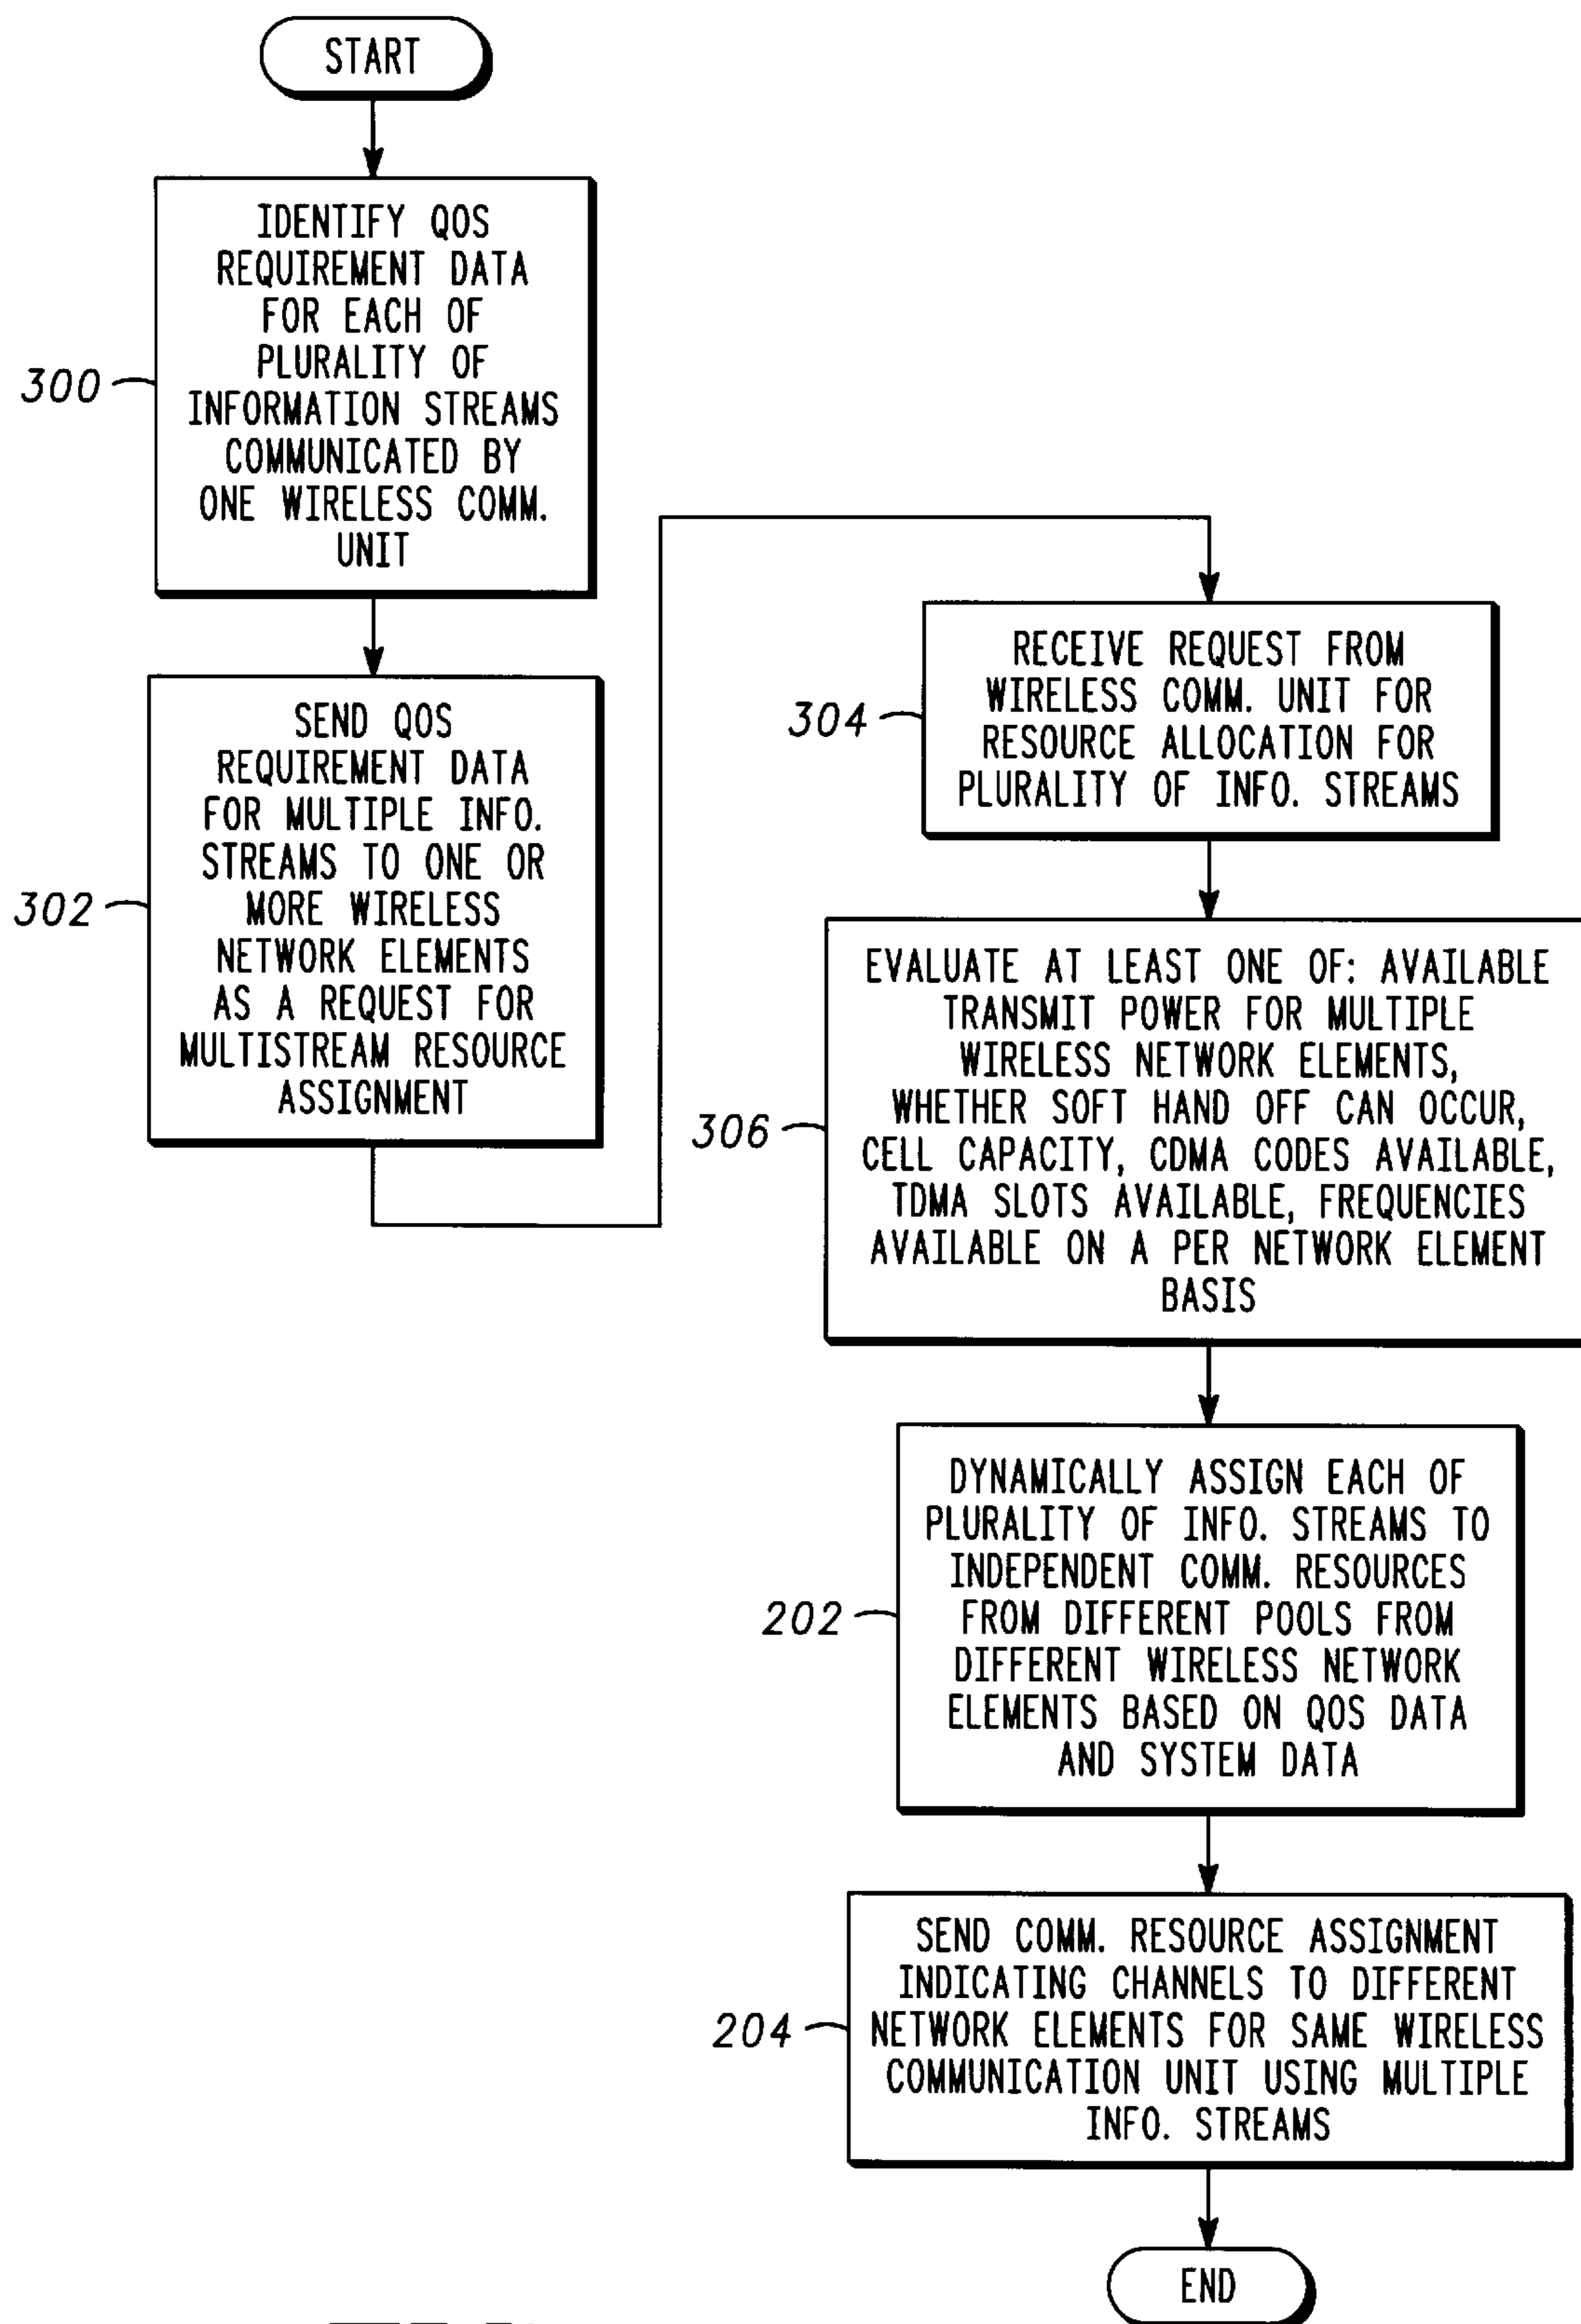 START
IDENTIFY QOS
REQUIREMENT DATA
FOR EACH OF
PLURALITY OF
INFORMATION STREAMS
COMMUNICATED BY
ONE WIRELESS COMM.
UNIT
300
SEND QOS
REQUIREMENT DATA
FOR MULTIPLE INFO.
STREAMS TO ONE OR
MORE WIRELESS
NETWORK ELEMENTS
AS A REQUEST FOR
MULTISTREAM RESOURCE
ASSIGNMENT
302
RECEIVE REQUEST FROM
WIRELESS COMM. UNIT FOR
RESOURCE ALLOCATION FOR
PLURALITY OF INFO. STREAMS
304
EVALUATE AT LEAST ONE OF: AVAILABLE
TRANSMIT POWER FOR MULTIPLE
WIRELESS NETWORK ELEMENTS,
WHETHER SOFT HAND OFF CAN OCCUR,
CELL CAPACITY, CDMA CODES AVAILABLE,
TDMA SLOTS AVAILABLE, FREQUENCIES
AVAILABLE ON A PER NETWORK ELEMENT
BASIS
306
DYNAMICALLY ASSIGN EACH OF
PLURALITY OF INFO. STREAMS TO
INDEPENDENT COMM. RESOURCES
FROM DIFFERENT POOLS FROM
DIFFERENT WIRELESS NETWORK
ELEMENTS BASED ON QOS DATA
AND SYSTEM DATA
202
SEND COMM. RESOURCE ASSIGNMENT
INDICATING CHANNELS TO DIFFERENT
NETWORK ELEMENTS FOR SAME WIRELESS
COMMUNICATION UNIT USING MULTIPLE
INFO. STREAMS
204
END